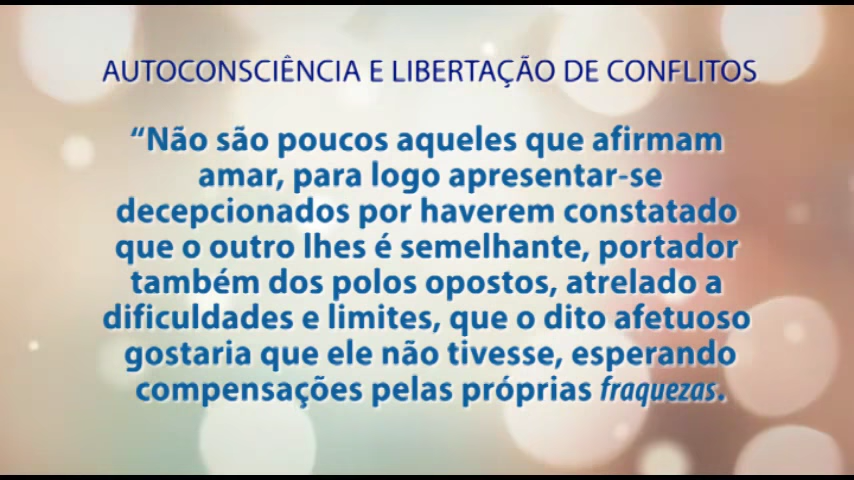 AUTOCONSCIÊNCIA E LIBERTAÇÃO DE CONFLITOS
“Não são poucos aqueles que afirmam
amar, para logo apresentar-se
decepcionados por haverem constatado
que o outro lhes é semelhante, portador
também dos polos opostos, atrelado a
dificuldades e limites, que o dito afetuoso
gostaria que ele não tivesse, esperando
compensações pelas próprias fraquezas.